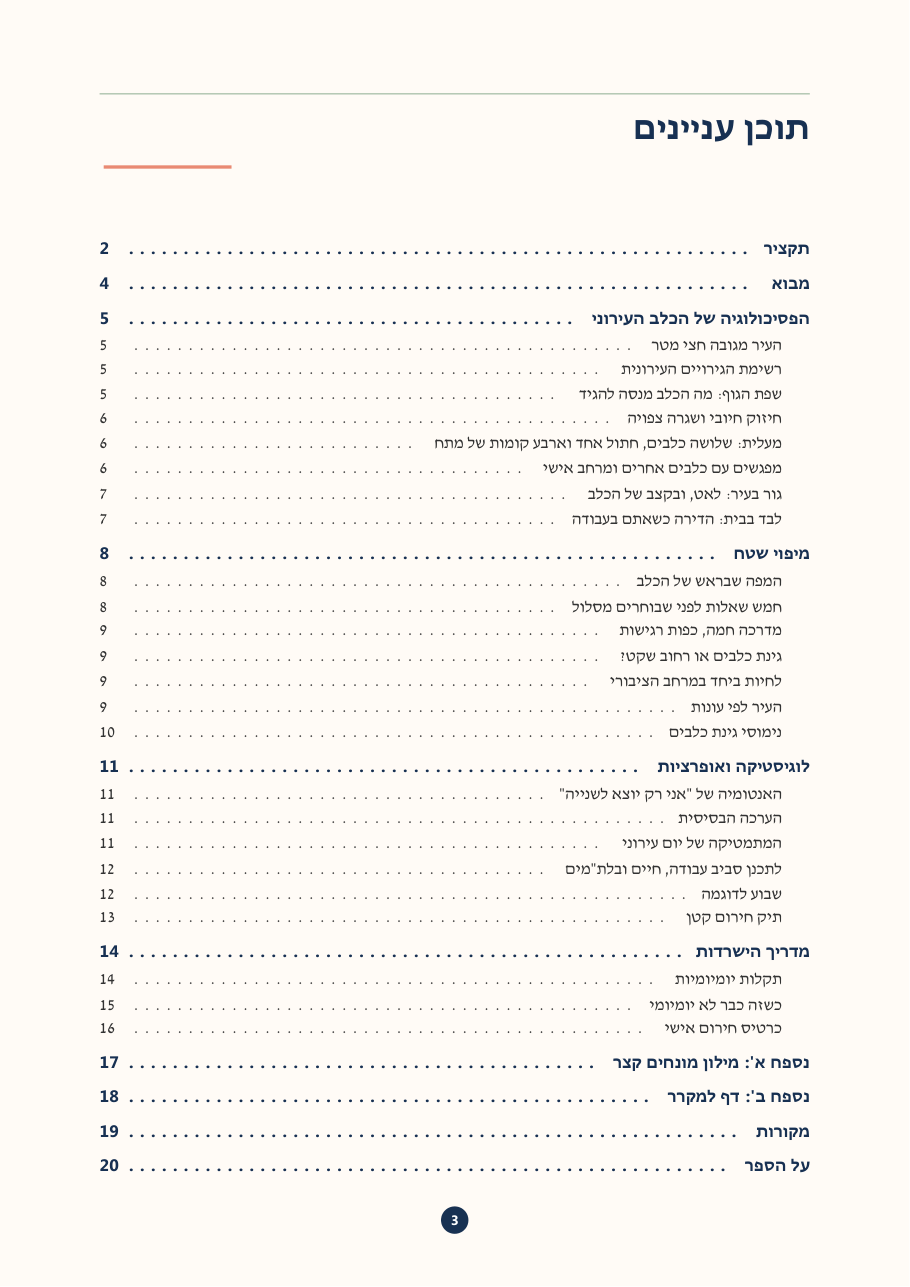 תוכן עניינים
תקציר . . . . . . . . . . . . . . . . . . . . . . . . . . . . . . . . . . . . . . . . . . . . . . . . . . . . . . . . . 2
מבוא . . . . . . . . . . . . . . . . . . . . . . . . . . . . . . . . . . . . . . . . . . . . . . . . . . . . . . . . . 4
הפסיכולוגיה של הכלב העירוני . . . . . . . . . . . . . . . . . . . . . . . . . . . . . . . . . . . . . . . . . 5
העיר מגובה חצי מטר . . . . . . . . . . . . . . . . . . . . . . . . . . . . . . . . . . . . . . . . . . . . . . 5
רשימת הגירויים העירונית . . . . . . . . . . . . . . . . . . . . . . . . . . . . . . . . . . . . . . . . . . . 5
שפת הגוף: מה הכלב מנסה להגיד . . . . . . . . . . . . . . . . . . . . . . . . . . . . . . . . . . . . . . . 5
חיזוק חיובי ושגרה צפויה . . . . . . . . . . . . . . . . . . . . . . . . . . . . . . . . . . . . . . . . . . . . 6
מעלית: שלושה כלבים, חתול אחד וארבע קומות של מתח . . . . . . . . . . . . . . . . . . . . . . . . . . 6
מפגשים עם כלבים אחרים ומרחב אישי . . . . . . . . . . . . . . . . . . . . . . . . . . . . . . . . . . . . 6
גור בעיר: לאט, ובקצב של הכלב . . . . . . . . . . . . . . . . . . . . . . . . . . . . . . . . . . . . . . . . 7
לבד בבית: הדירה כשאתם בעבודה . . . . . . . . . . . . . . . . . . . . . . . . . . . . . . . . . . . . . . . 7
מיפוי שטח . . . . . . . . . . . . . . . . . . . . . . . . . . . . . . . . . . . . . . . . . . . . . . . . . . . . . . 8
המפה שבראש של הכלב . . . . . . . . . . . . . . . . . . . . . . . . . . . . . . . . . . . . . . . . . . . . . 8
חמש שאלות לפני שבוחרים מסלול . . . . . . . . . . . . . . . . . . . . . . . . . . . . . . . . . . . . . . . 8
מדרכה חמה, כפות רגישות . . . . . . . . . . . . . . . . . . . . . . . . . . . . . . . . . . . . . . . . . . . 9
גינת כלבים או רחוב שקט? . . . . . . . . . . . . . . . . . . . . . . . . . . . . . . . . . . . . . . . . . . . 9
לחיות ביחד במרחב הציבורי . . . . . . . . . . . . . . . . . . . . . . . . . . . . . . . . . . . . . . . . . . 9
העיר לפי עונות . . . . . . . . . . . . . . . . . . . . . . . . . . . . . . . . . . . . . . . . . . . . . . . . . . 9
נימוסי גינת כלבים . . . . . . . . . . . . . . . . . . . . . . . . . . . . . . . . . . . . . . . . . . . . . . . . 10
לוגיסטיקה ואופרציות . . . . . . . . . . . . . . . . . . . . . . . . . . . . . . . . . . . . . . . . . . . . . . . 11
האנטומיה של "אני רק יוצא לשנייה" . . . . . . . . . . . . . . . . . . . . . . . . . . . . . . . . . . . . . . 11
הערכה הבסיסית . . . . . . . . . . . . . . . . . . . . . . . . . . . . . . . . . . . . . . . . . . . . . . . . . 11
המתמטיקה של יום עירוני . . . . . . . . . . . . . . . . . . . . . . . . . . . . . . . . . . . . . . . . . . . 11
לתכנן סביב עבודה, חיים ובלת"מים . . . . . . . . . . . . . . . . . . . . . . . . . . . . . . . . . . . . . . 12
שבוע לדוגמה . . . . . . . . . . . . . . . . . . . . . . . . . . . . . . . . . . . . . . . . . . . . . . . . . . . 12
תיק חירום קטן . . . . . . . . . . . . . . . . . . . . . . . . . . . . . . . . . . . . . . . . . . . . . . . . . 13
מדריך הישרדות . . . . . . . . . . . . . . . . . . . . . . . . . . . . . . . . . . . . . . . . . . . . . . . . . . . 14
תקלות יומיומיות . . . . . . . . . . . . . . . . . . . . . . . . . . . . . . . . . . . . . . . . . . . . . . . . 14
כשזה כבר לא יומיומי . . . . . . . . . . . . . . . . . . . . . . . . . . . . . . . . . . . . . . . . . . . . . . 15
כרטיס חירום אישי . . . . . . . . . . . . . . . . . . . . . . . . . . . . . . . . . . . . . . . . . . . . . . . 16
נספח א': מילון מונחים קצר . . . . . . . . . . . . . . . . . . . . . . . . . . . . . . . . . . . . . . . . . . . 17
נספח ב': דף למקרר . . . . . . . . . . . . . . . . . . . . . . . . . . . . . . . . . . . . . . . . . . . . . . . . 18
מקורות . . . . . . . . . . . . . . . . . . . . . . . . . . . . . . . . . . . . . . . . . . . . . . . . . . . . . . . . 19
על הספר . . . . . . . . . . . . . . . . . . . . . . . . . . . . . . . . . . . . . . . . . . . . . . . . . . . . . . . 20
3